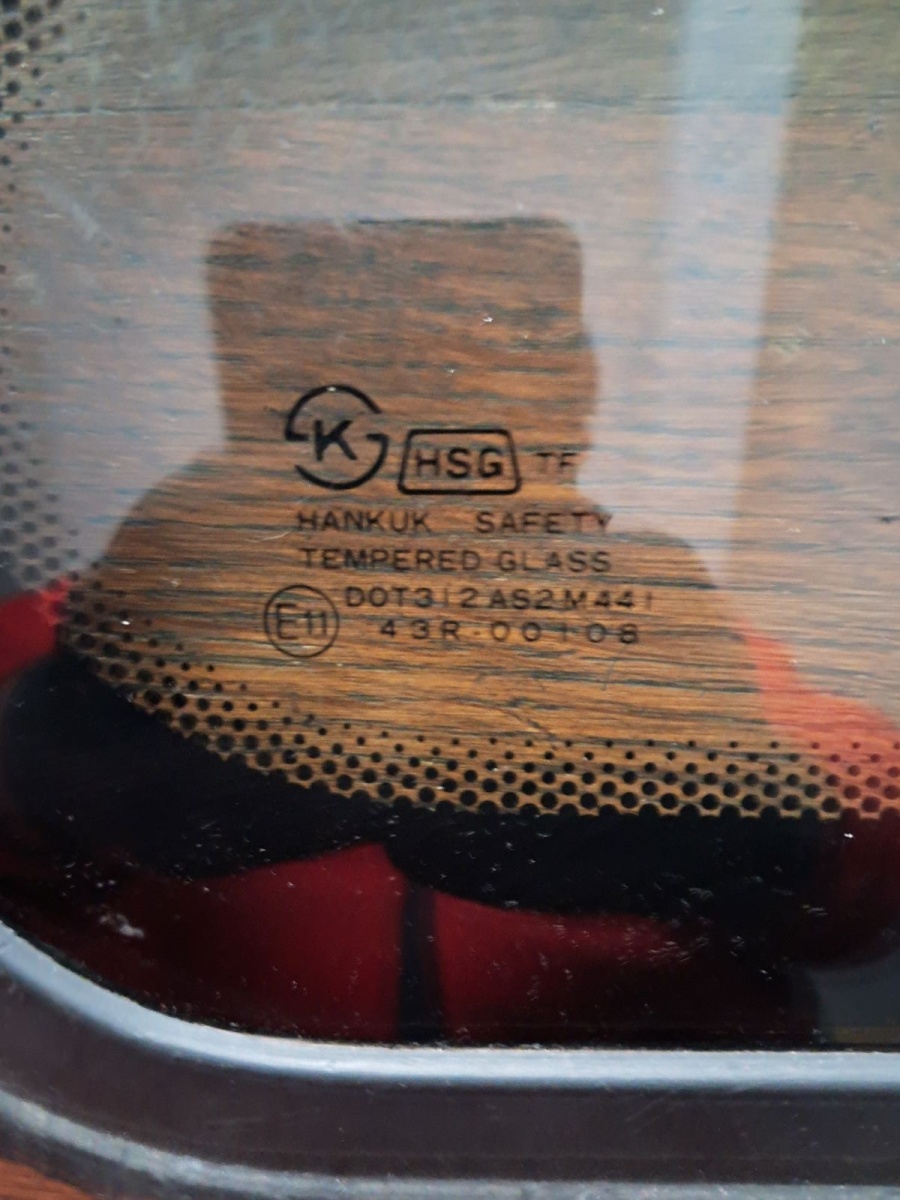 K HSG TF
HANKUK SAFETY
TEMPERED GLASS
E11 DOT312AS2M441
43R-00108